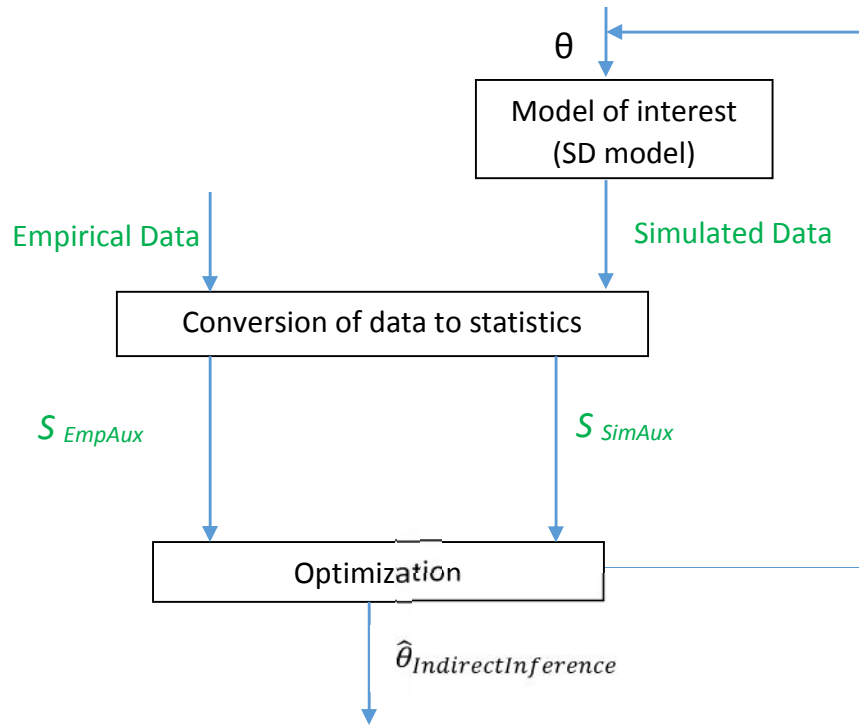 θ
Model of interest
(SD model)
Empirical Data
Simulated Data
Conversion of data to statistics
S EmpAux
S SimAux
Optimization
θ̂IndirectInference